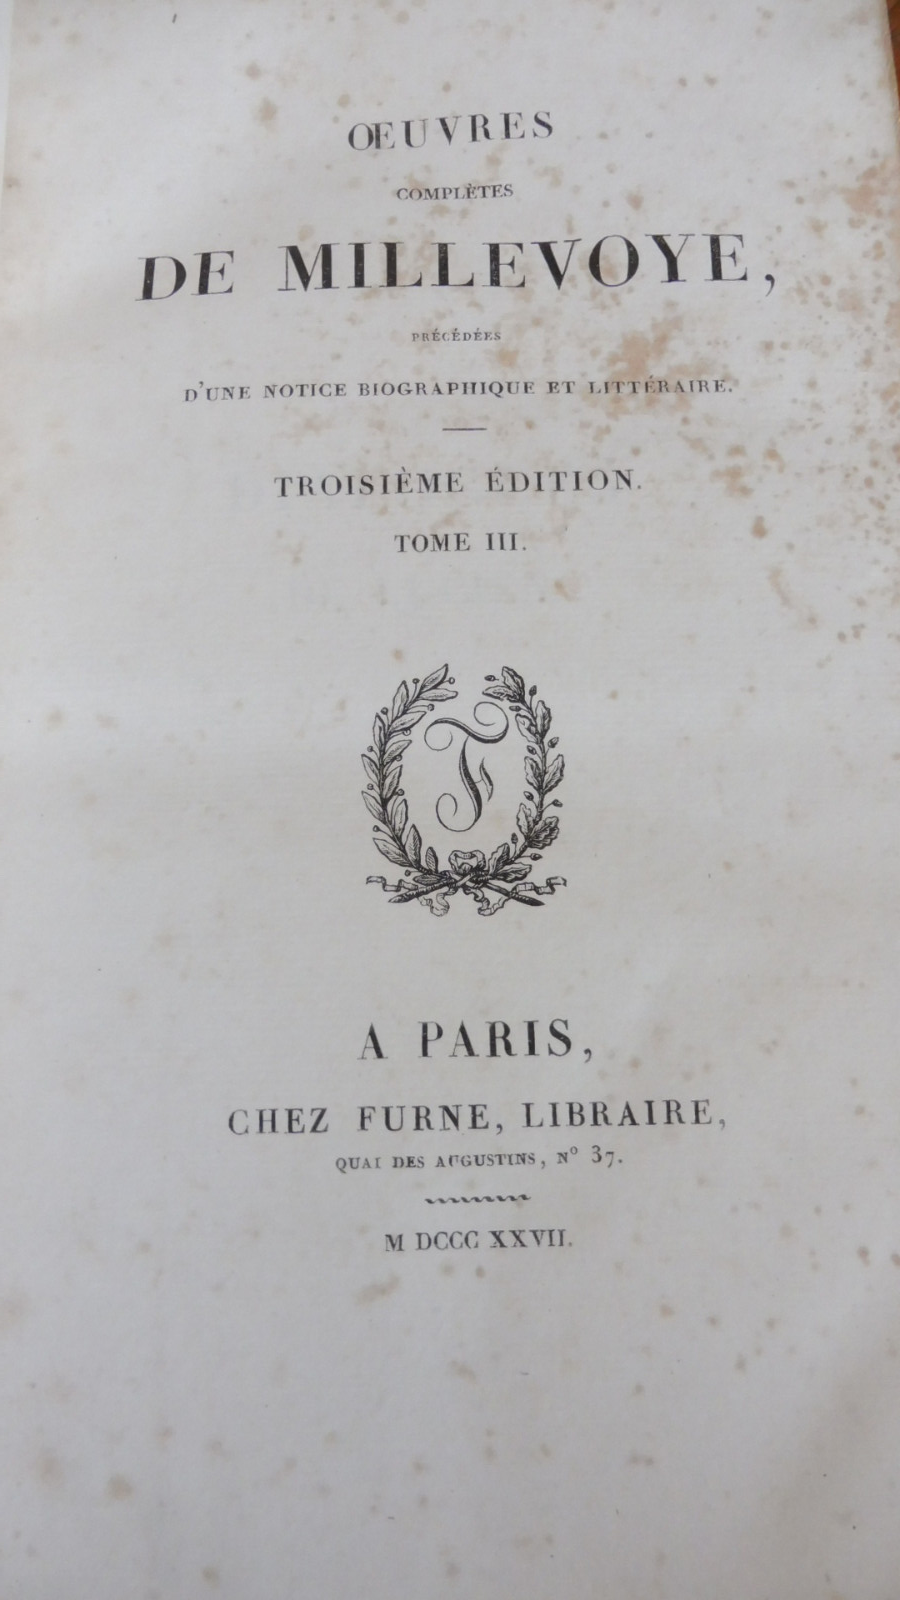 OEUVRES
COMPLÈTES
DE MILLEVOYE,
PRÉCÉDÉES
D'UNE NOTICE BIOGRAPHIQUE ET LITTÉRAIRE.
TROISIÈME ÉDITION.
TOME III.
F
A PARIS,
CHEZ FURNE, LIBRAIRE,
QUAI DES AUGUSTINS, N° 37.
M DCCC XXVII.